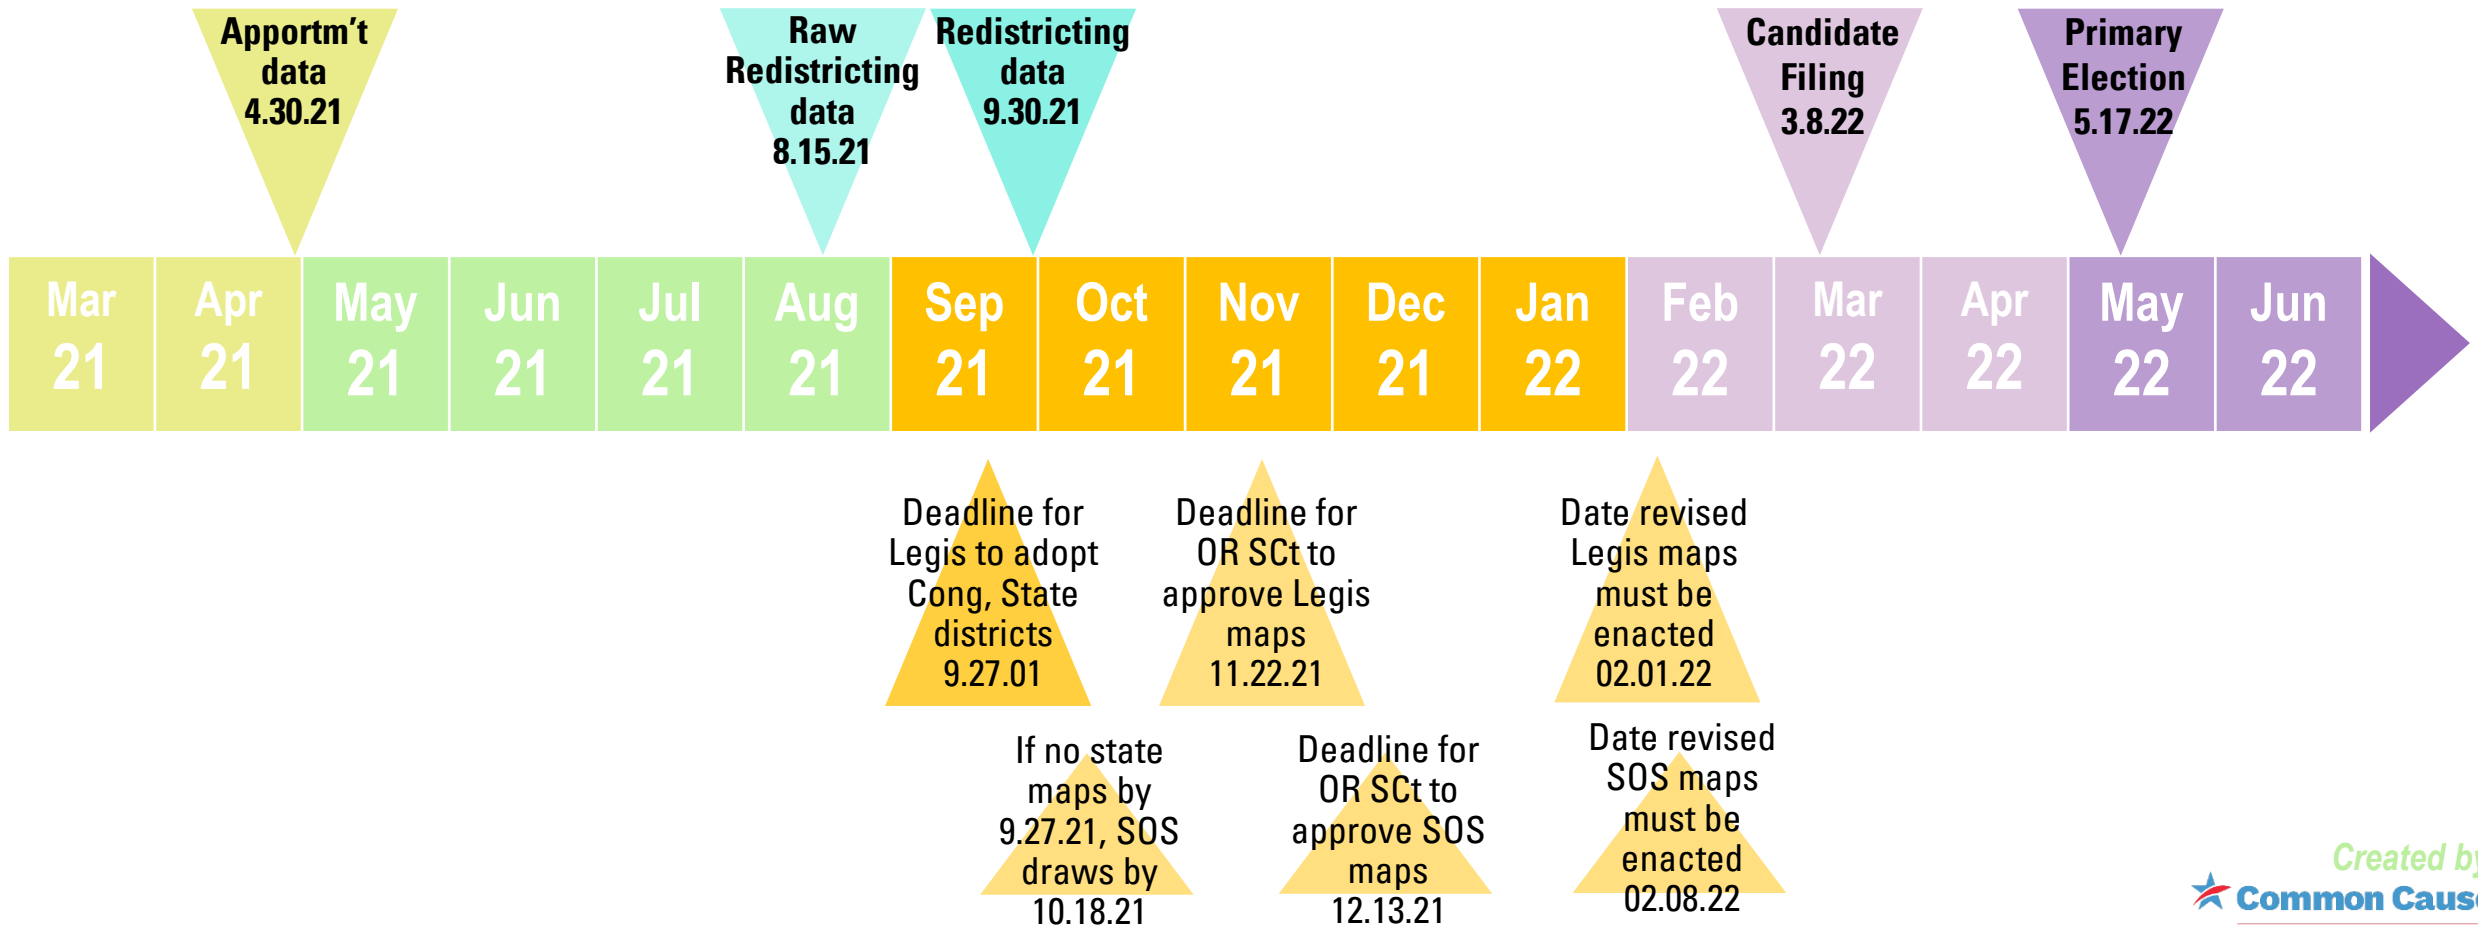 Apportm't
data
4.30.21
Raw
Redistricting
data
8.15.21
Redistricting
data
9.30.21
Candidate
Filing
3.8.22
Primary
Election
5.17.22
Mar
21
Apr
21
May
21
Jun
21
Jul
21
Aug
21
Sep
21
Oct
21
Nov
21
Dec
21
Jan
22
Feb
22
Mar
22
Apr
22
May
22
Jun
22
Deadline for
Legis to adopt
Cong, State
districts
9.27.01
Deadline for
OR SCt to
approve Legis
maps
11.22.21
Date revised
Legis maps
must be
enacted
02.01.22
If no state
maps by
9.27.21, SOS
draws by
10.18.21
Deadline for
OR SCt to
approve SOS
maps
12.13.21
Date revised
SOS maps
must be
enacted
02.08.22
Created by
Common Cause